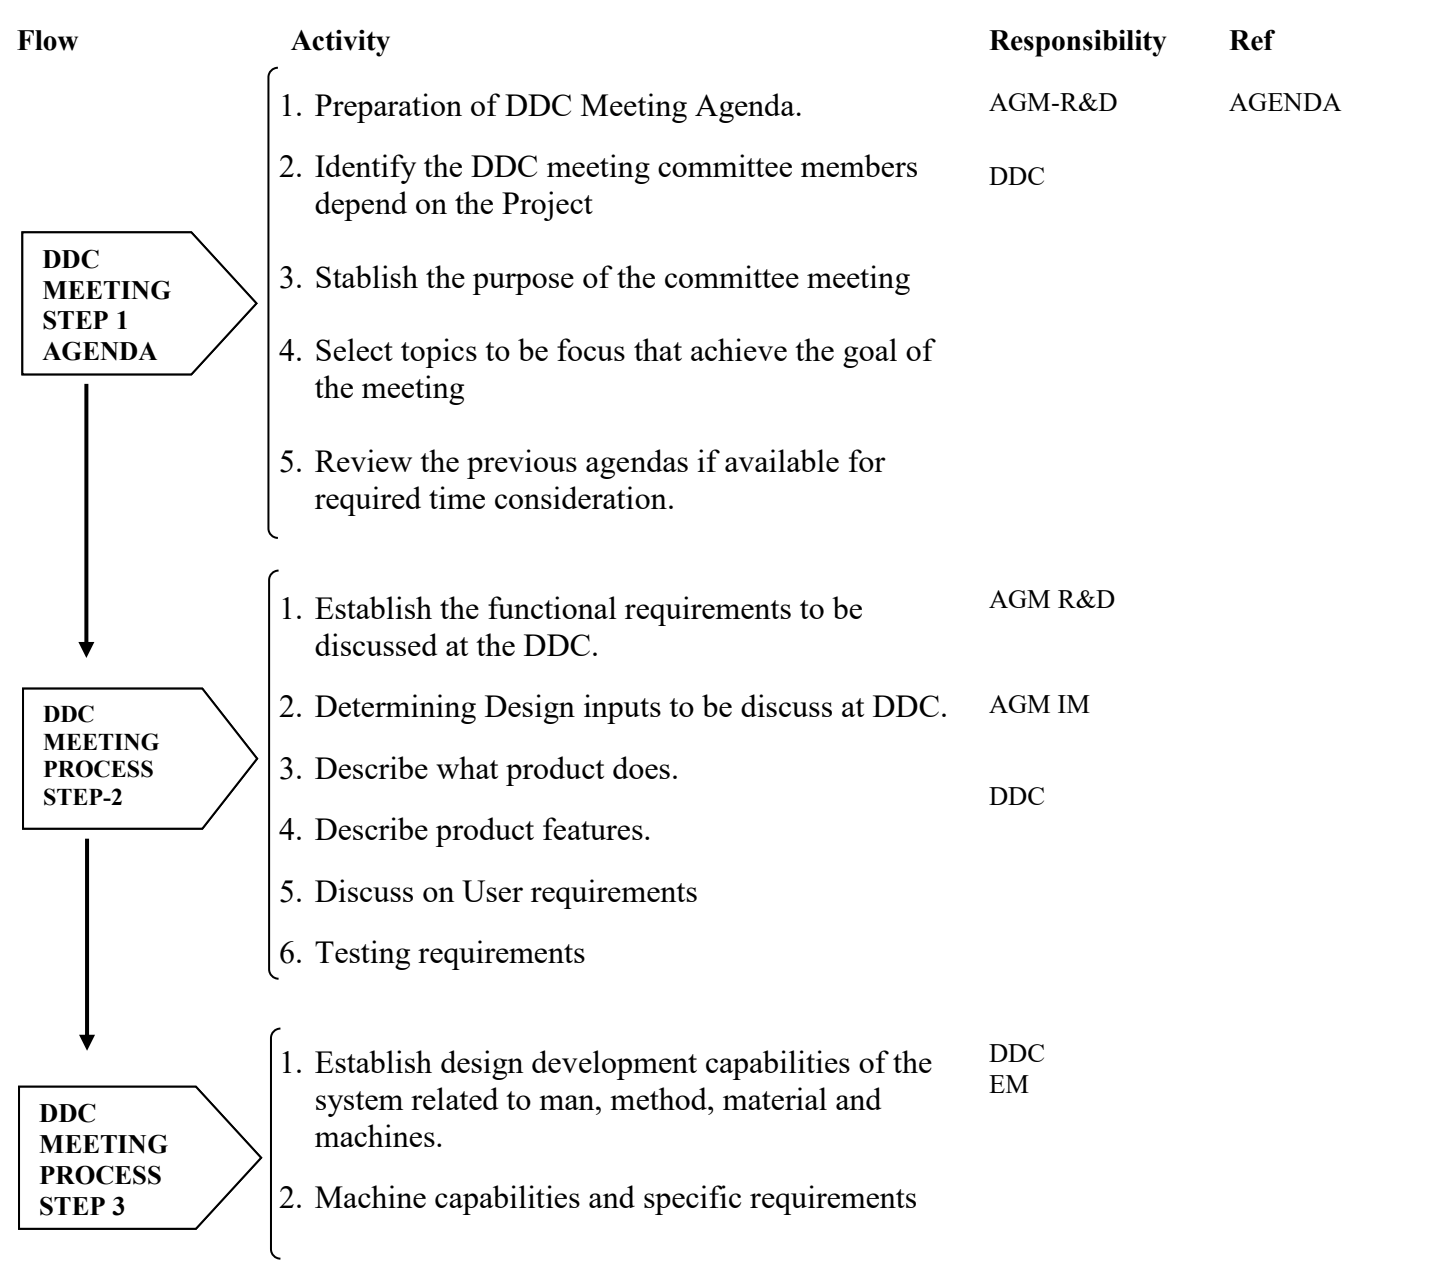 Flow Activity Responsibility Ref
1. Preparation of DDC Meeting Agenda. AGM-R&D AGENDA
2. Identify the DDC meeting committee members
depend on the Project
DDC
3. Stablish the purpose of the committee meeting
4. Select topics to be focus that achieve the goal of
the meeting
5. Review the previous agendas if available for
required time consideration.
DDC
MEETING
STEP 1
AGENDA
1. Establish the functional requirements to be
discussed at the DDC.
AGM R&D
2. Determining Design inputs to be discuss at DDC. AGM IM
3. Describe what product does.
DDC
4. Describe product features.
5. Discuss on User requirements
6. Testing requirements
DDC
MEETING
PROCESS
STEP-2
1. Establish design development capabilities of the
system related to man, method, material and
machines.
DDC
EM
2. Machine capabilities and specific requirements
DDC
MEETING
PROCESS
STEP 3